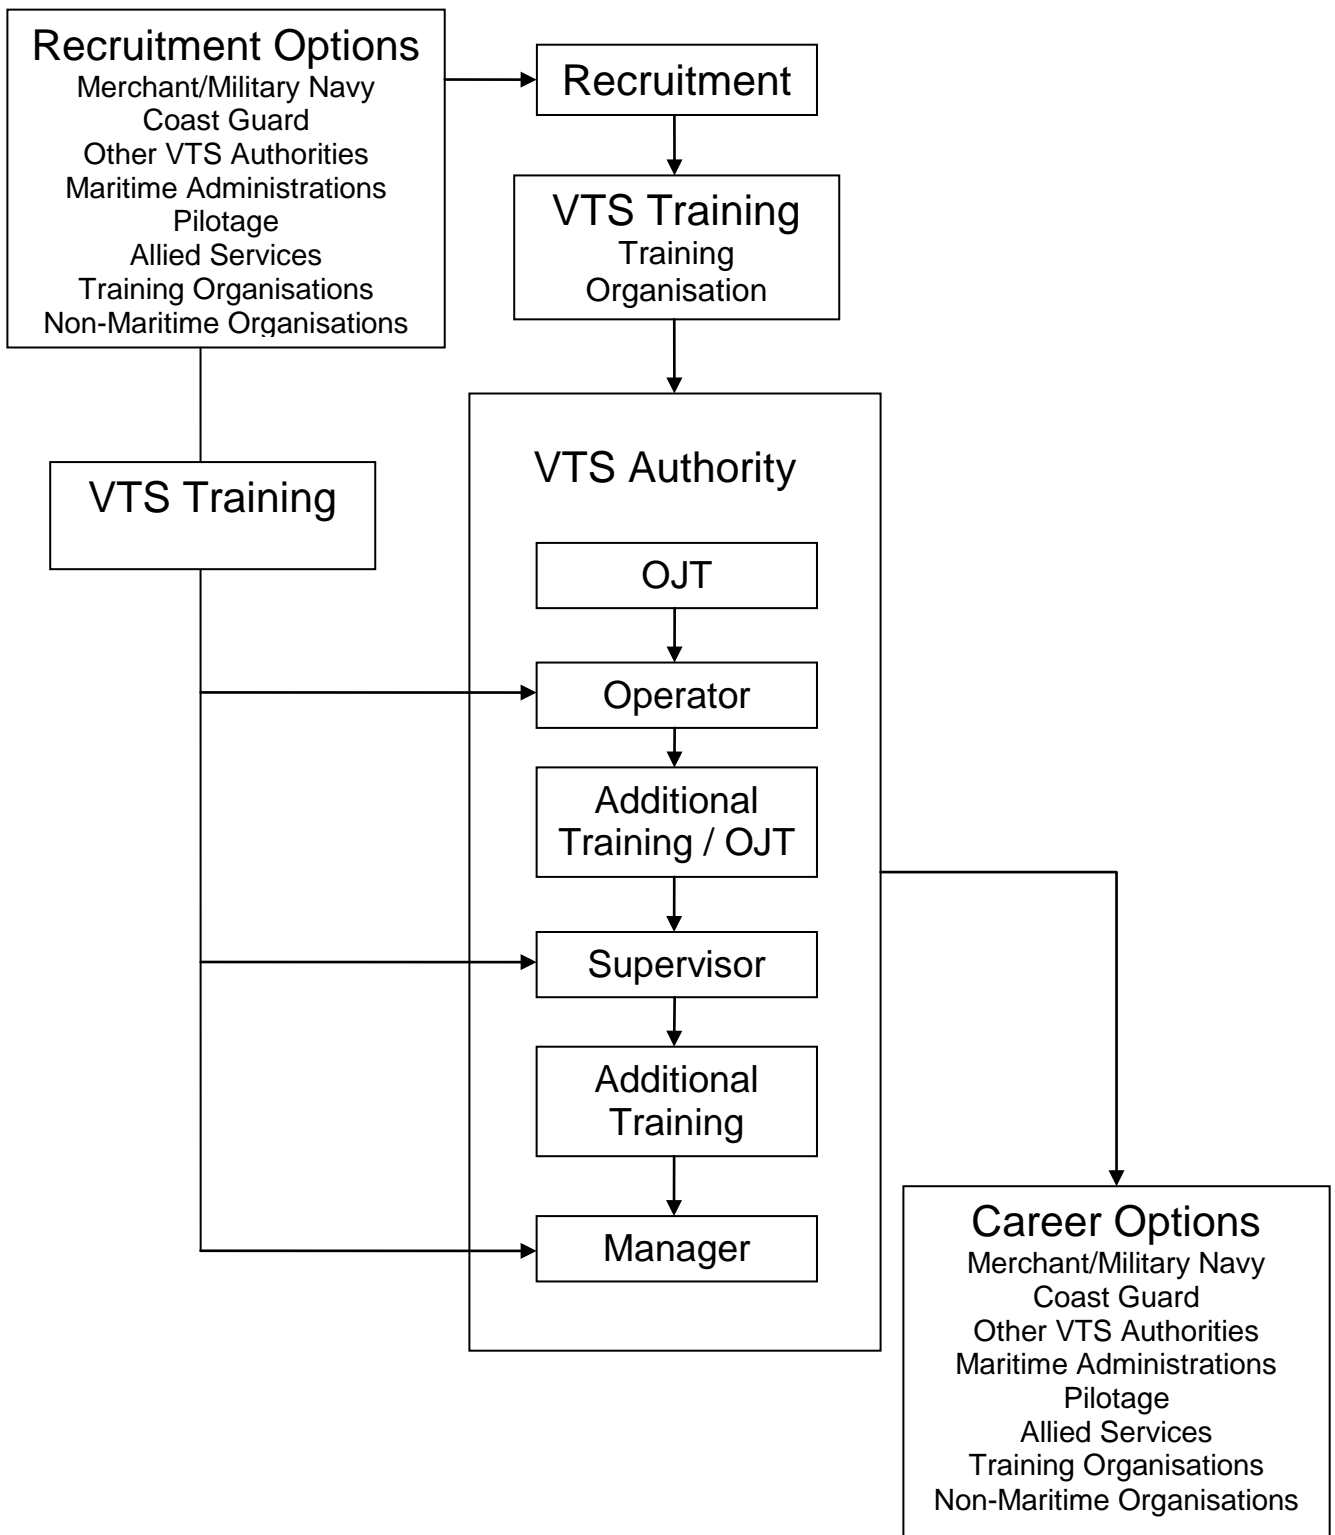 Recruitment Options
Merchant/Military Navy
Coast Guard
Other VTS Authorities
Maritime Administrations
Pilotage
Allied Services
Training Organisations
Non-Maritime Organisations
Recruitment
VTS Training
Training
Organisation
VTS Training
VTS Authority
OJT
Operator
Additional
Training / OJT
Supervisor
Additional
Training
Manager
Career Options
Merchant/Military Navy
Coast Guard
Other VTS Authorities
Maritime Administrations
Pilotage
Allied Services
Training Organisations
Non-Maritime Organisations